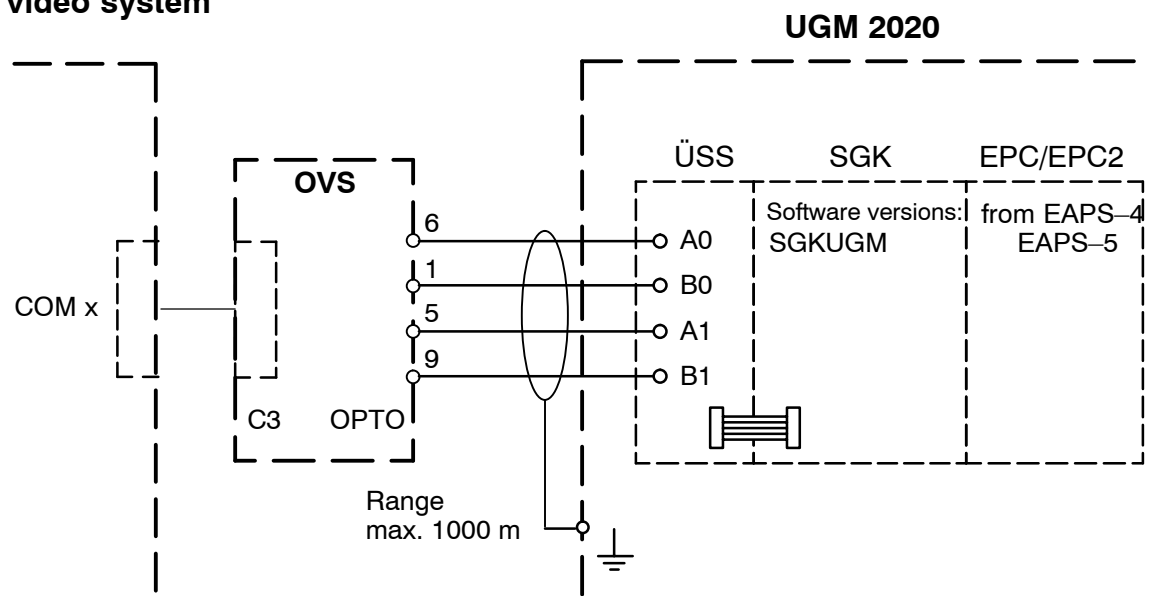 video system
UGM 2020
ÜSS
SGK
EPC/EPC2
OVS
Software versions:
SGKUGM
from EAPS–4
EAPS–5
6
A0
1
B0
COM x
5
A1
9
B1
C3
OPTO
Range
max. 1000 m